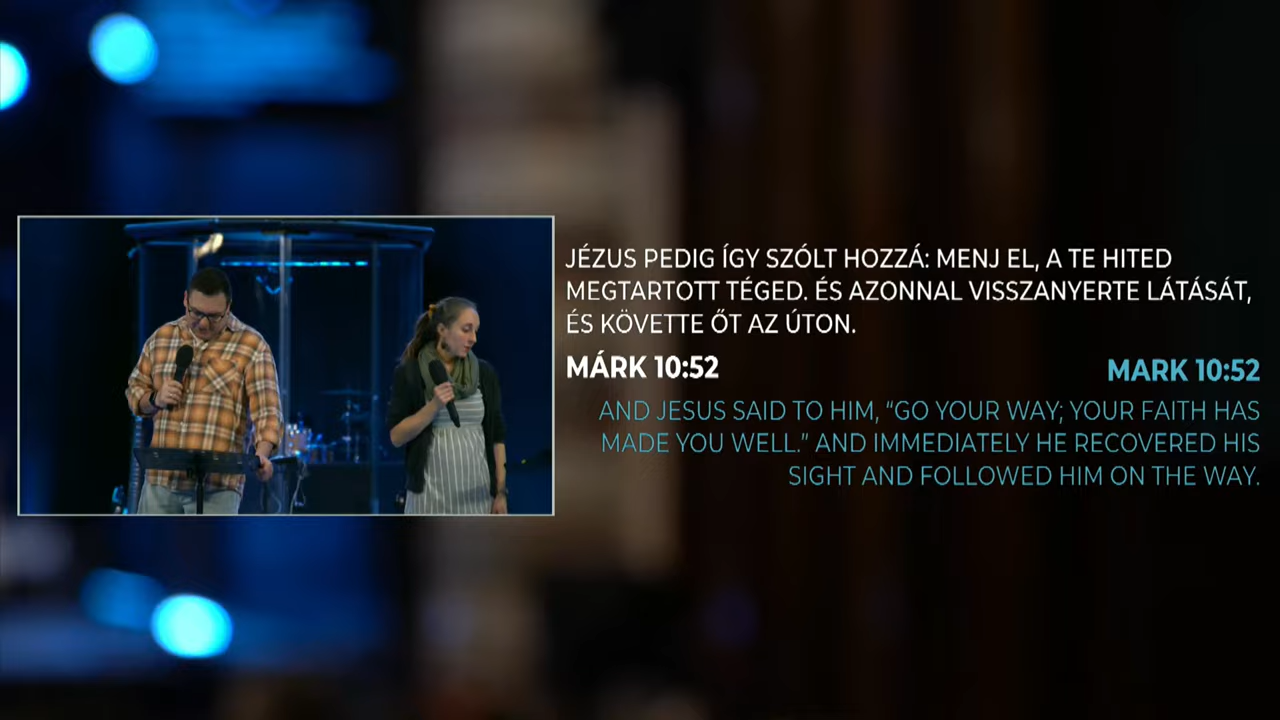 JÉZUS PEDIG ÍGY SZÓLT HOZZÁ: MENJ EL, A TE HITED
MEGTARTOTT TÉGED. ÉS AZONNAL VISSZANYERTE LÁTÁSÁT,
ÉS KÖVETTE ŐT AZ ÚTON.
MÁRK 10:52
MARK 10:52
AND JESUS SAID TO HIM, “GO YOUR WAY; YOUR FAITH HAS
MADE YOU WELL.” AND IMMEDIATELY HE RECOVERED HIS
SIGHT AND FOLLOWED HIM ON THE WAY.